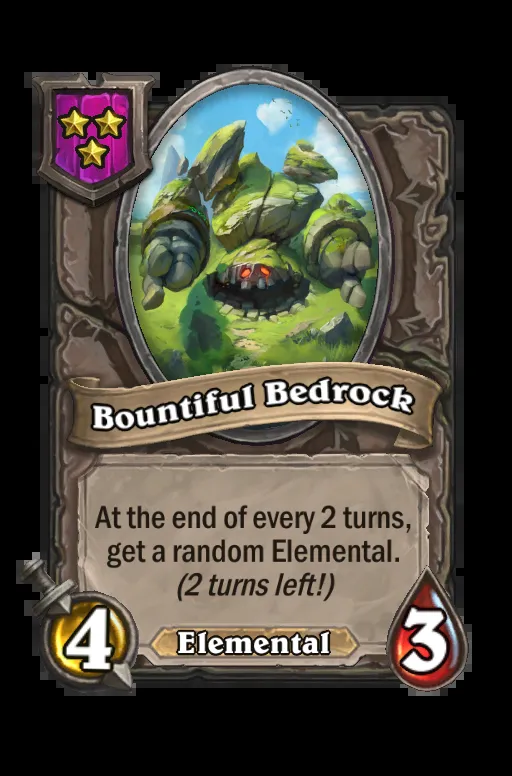 Bountiful Bedrock
At the end of every 2 turns,
get a random Elemental.
(2 turns left!)
4
Elemental
3